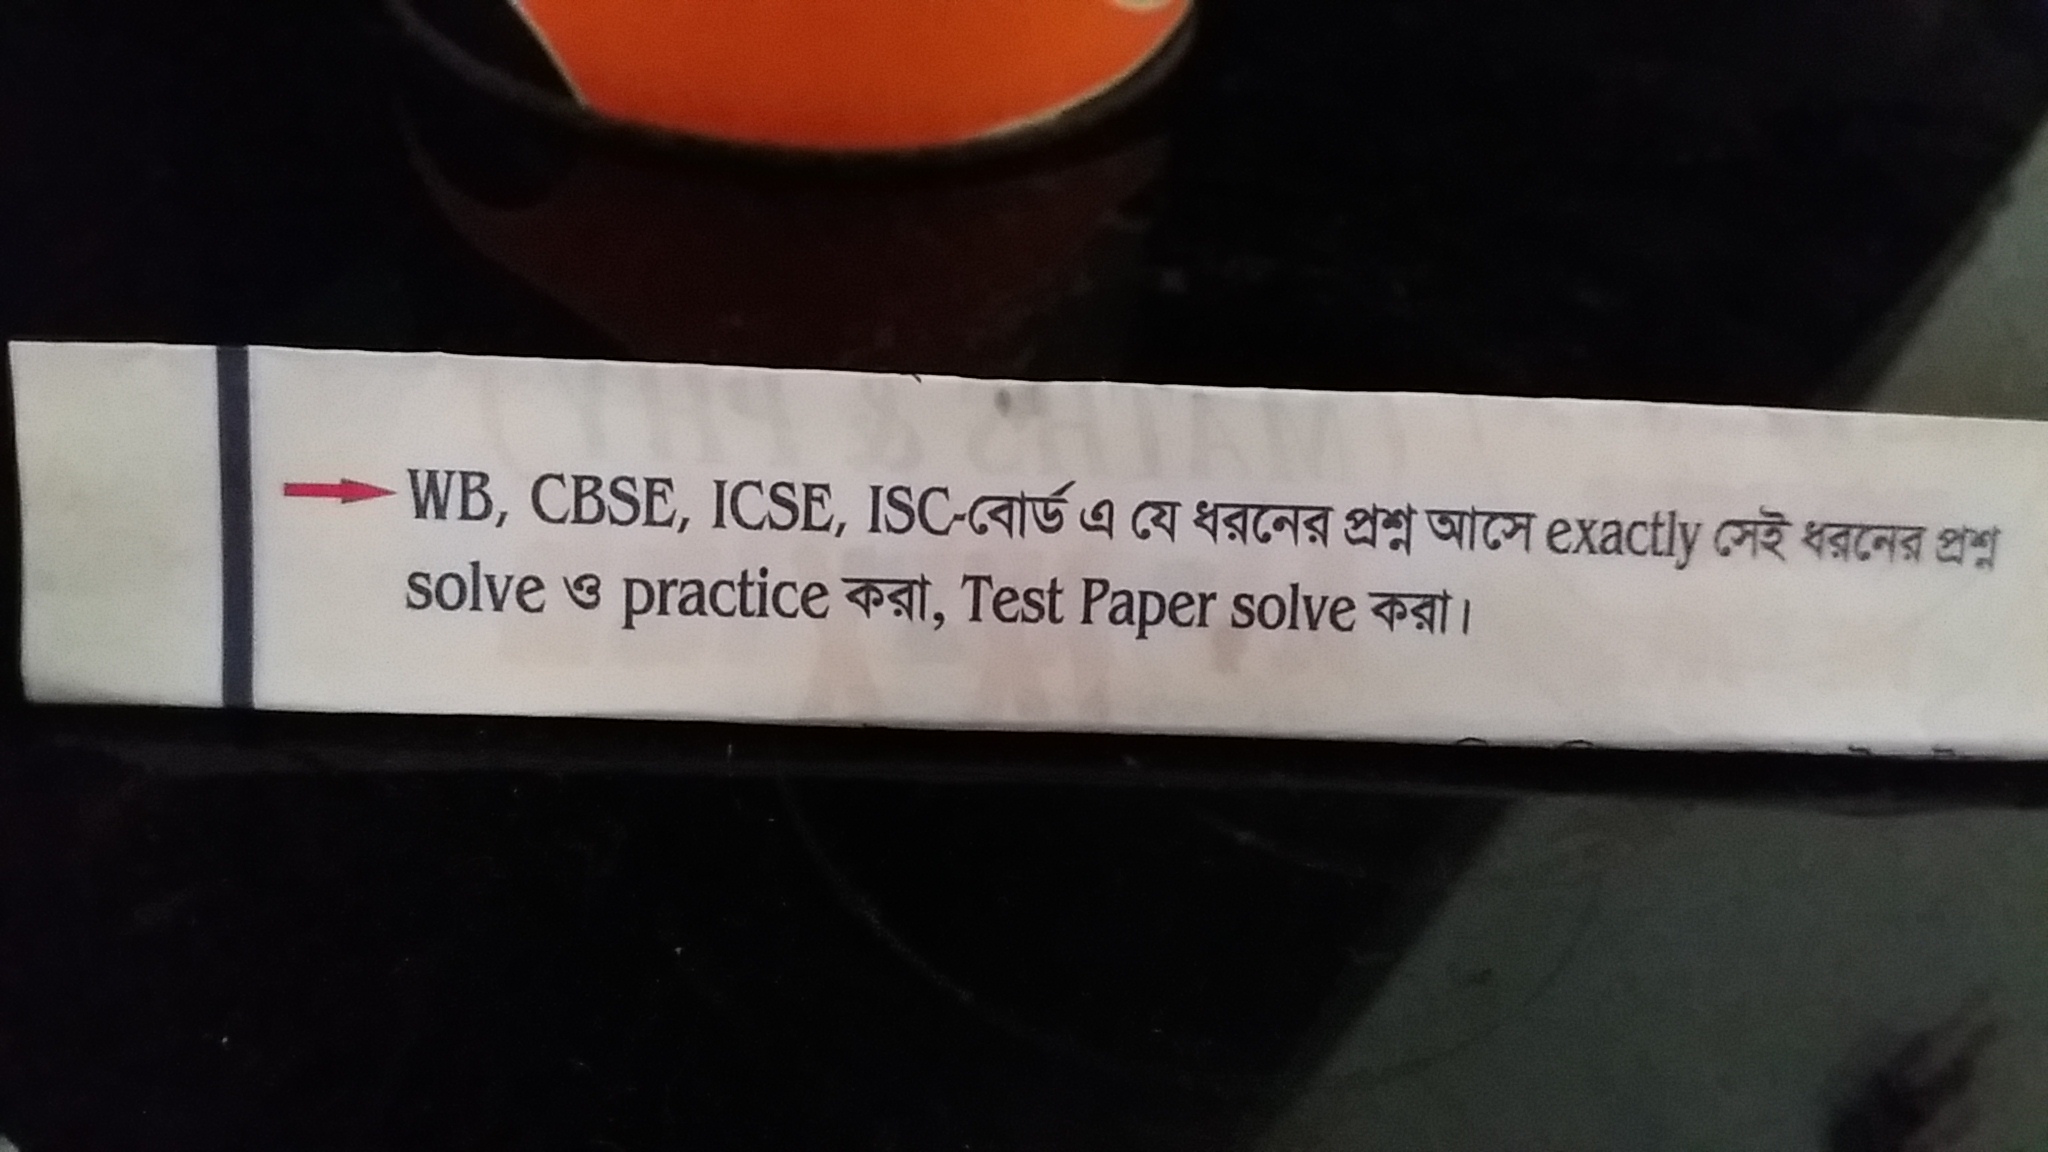 WB, CBSE, ICSE, ISC-বোর্ড এ যে ধরনের প্রশ্ন আসে exactly সেই ধরনের প্রশ্ন
solve ও practice করা, Test Paper solve করা।